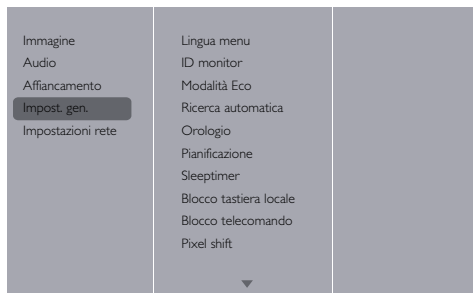 Immagine
Audio
Affiancamento
Impost. gen.
Impostazioni rete
Lingua menu
ID monitor
Modalità Eco
Ricerca automatica
Orologio
Pianificazione
Sleeptimer
Blocco tastiera locale
Blocco telecomando
Pixel shift